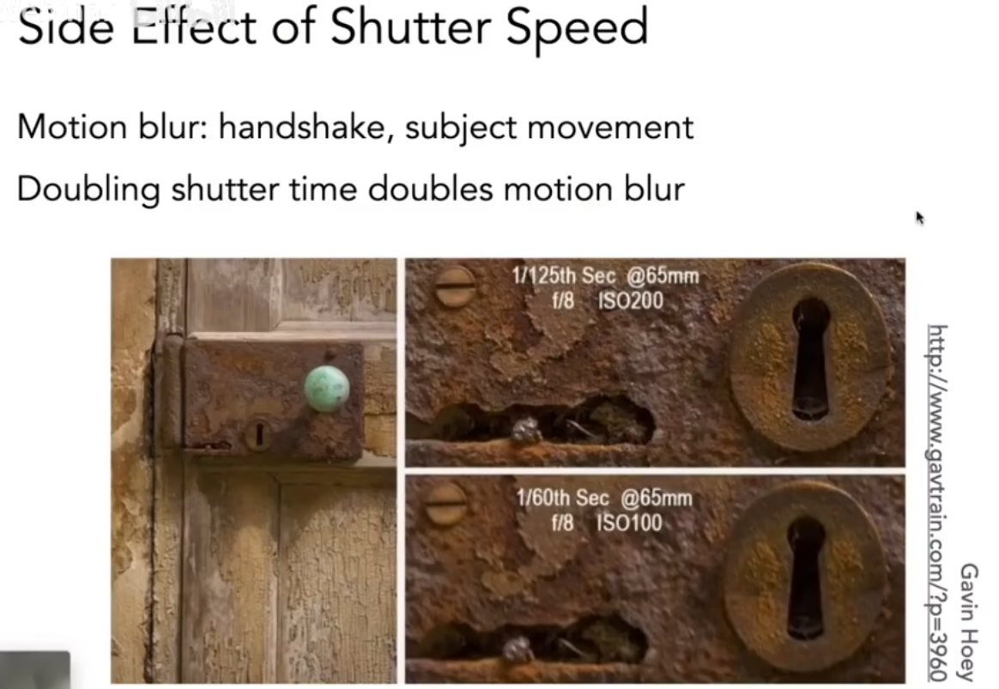 Side Effect of Shutter Speed
Motion blur: handshake, subject movement
Doubling shutter time doubles motion blur
1/125th Sec @65mm
f/8 ISO200
1/60th Sec @65mm
f/8 ISO100
Gavin Hoey
http://www.gavtrain.com/?p=3960